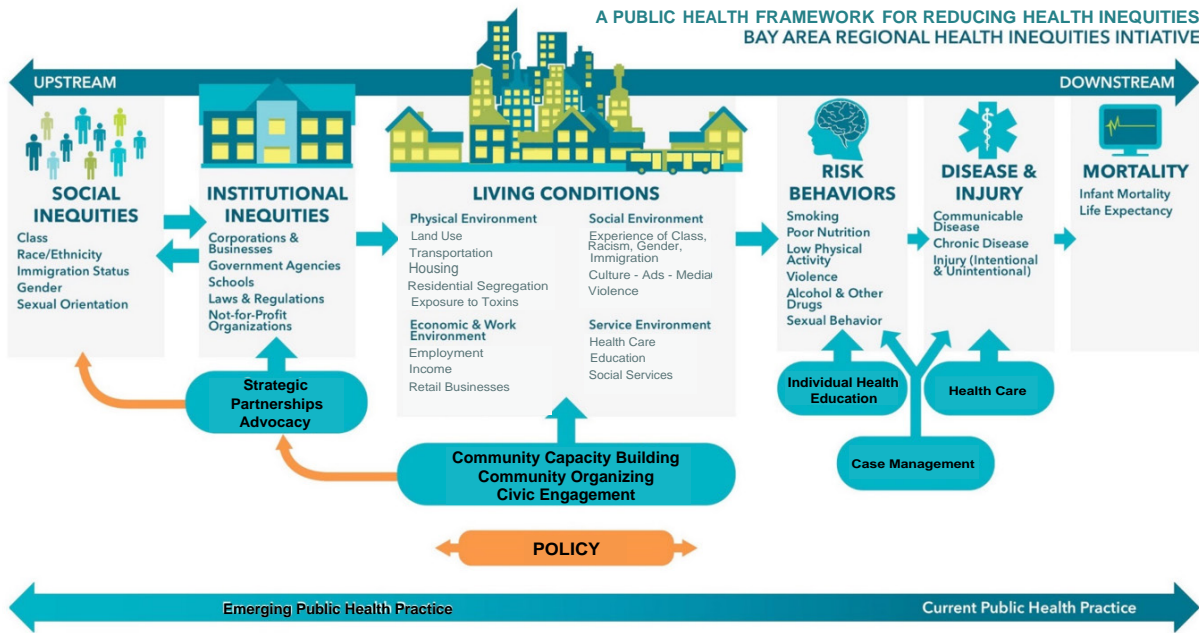 A PUBLIC HEALTH FRAMEWORK FOR REDUCING HEALTH INEQUITIES
BAY AREA REGIONAL HEALTH INEQUITIES INTIATIVE
UPSTREAM
DOWNSTREAM
SOCIAL
INEQUITIES
Class
Race/Ethnicity
Immigration Status
Gender
Sexual Orientation
INSTITUTIONAL
INEQUITIES
Corporations &
Businesses
Government Agencies
Schools
Laws & Regulations
Not-for-Profit
Organizations
LIVING CONDITIONS
Physical Environment
Land Use
Transportation
Housing
Residential Segregation
Exposure to Toxins
Economic & Work
Environment
Employment
Income
Retail Businesses
Social Environment
Experience of Class,
Racism, Gender,
Immigration
Culture - Ads - Media
Violence
Service Environment
Health Care
Education
Social Services
RISK
BEHAVIORS
Smoking
Poor Nutrition
Low Physical
Activity
Violence
Alcohol & Other
Drugs
Sexual Behavior
DISEASE &
INJURY
Communicable
Disease
Chronic Disease
Injury (Intentional
& Unintentional)
MORTALITY
Infant Mortality
Life Expectancy
Strategic
Partnerships
Advocacy
Community Capacity Building
Community Organizing
Civic Engagement
Individual Health
Education
Health Care
Case Management
POLICY
Emerging Public Health Practice
Current Public Health Practice